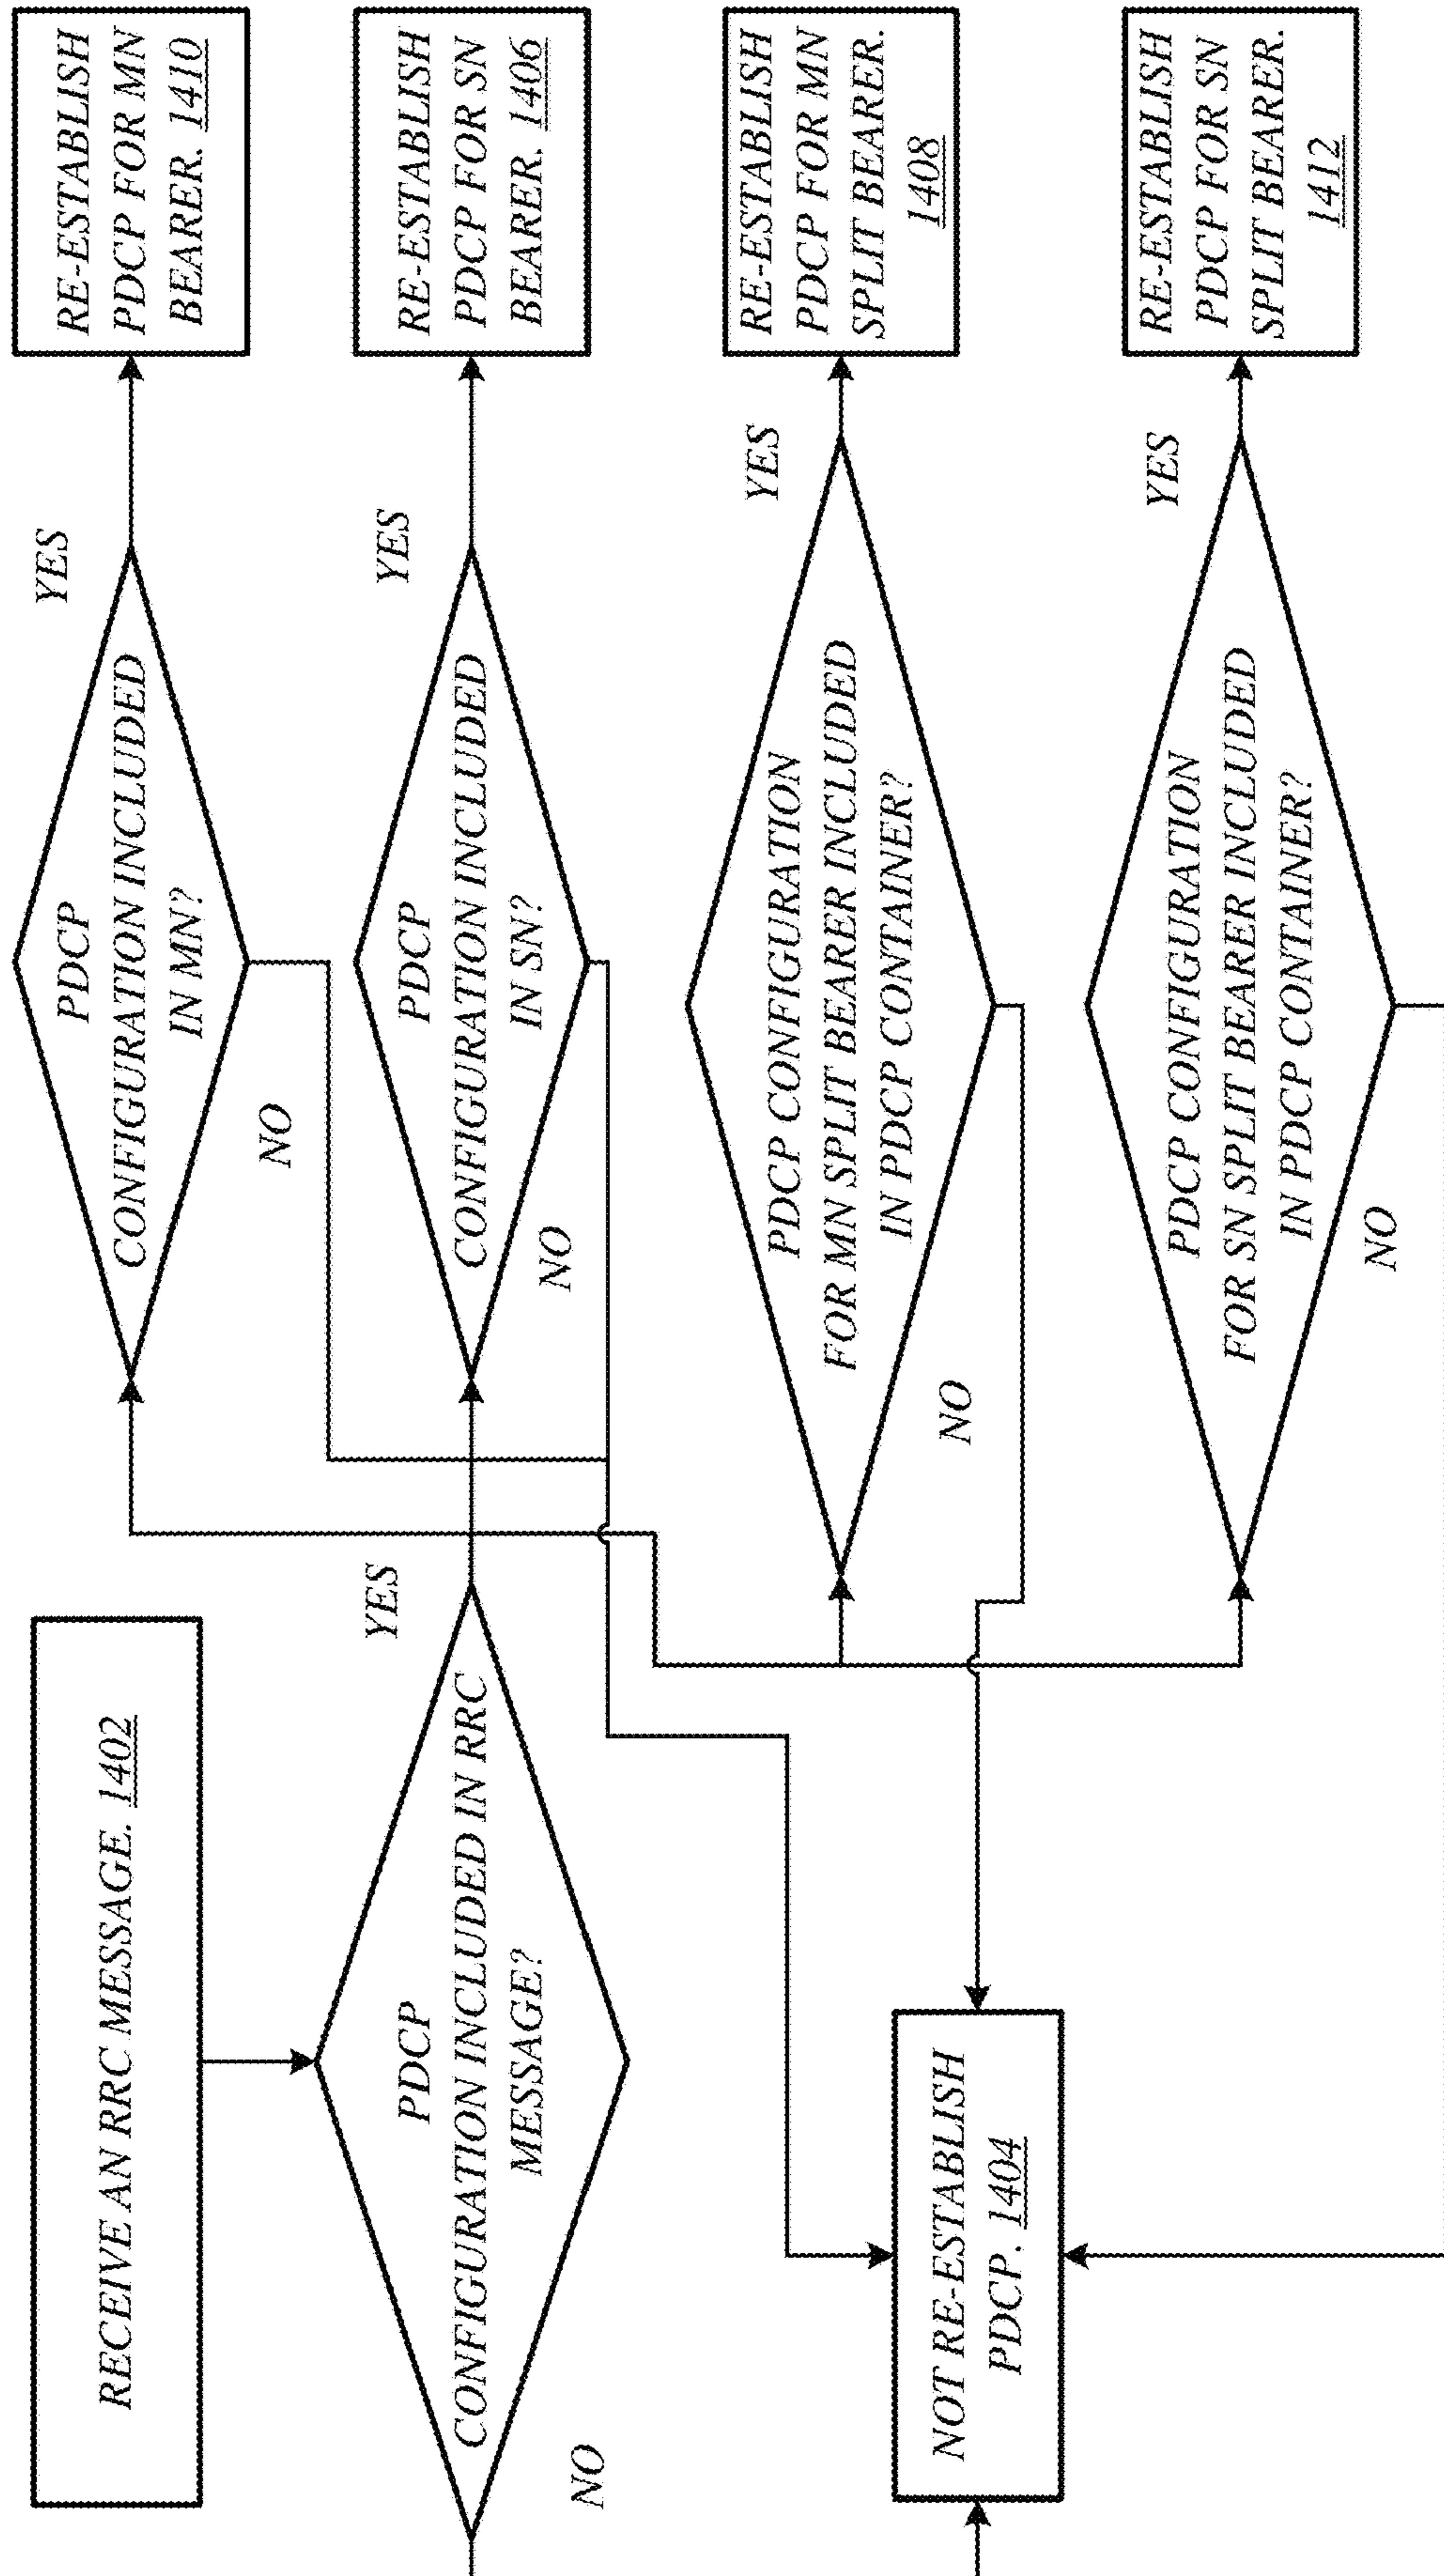 RECEIVE AN RRC MESSAGE. 1402
PDCP
CONFIGURATION INCLUDED IN RRC
MESSAGE?
YES
NO
NOT RE-ESTABLISH
PDCP. 1404
PDCP
CONFIGURATION INCLUDED
IN MN?
YES
NO
RE-ESTABLISH
PDCP FOR MN
BEARER. 1410
PDCP
CONFIGURATION INCLUDED
IN SN?
YES
NO
RE-ESTABLISH
PDCP FOR SN
BEARER. 1406
PDCP CONFIGURATION
FOR MN SPLIT BEARER INCLUDED
IN PDCP CONTAINER?
YES
NO
RE-ESTABLISH
PDCP FOR MN
SPLIT BEARER.
1408
PDCP CONFIGURATION
FOR SN SPLIT BEARER INCLUDED
IN PDCP CONTAINER?
YES
NO
RE-ESTABLISH
PDCP FOR SN
SPLIT BEARER.
1412